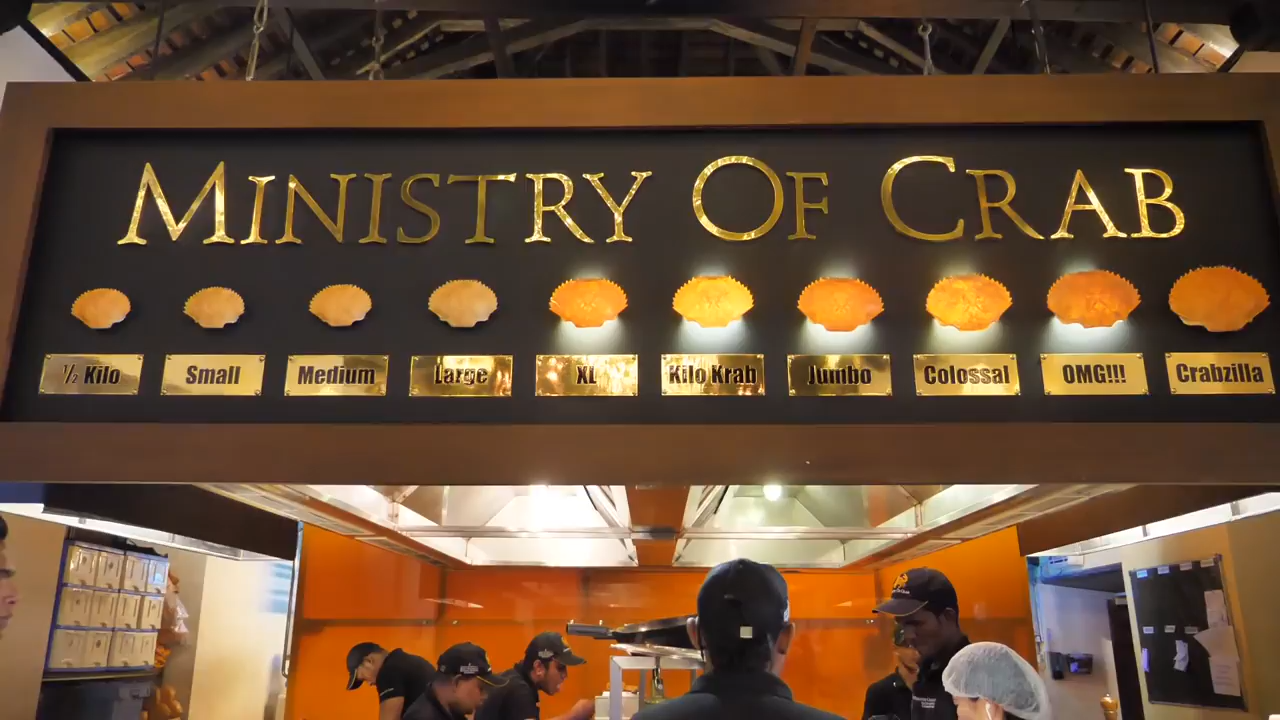 MINISTRY OF CRAB
½ Kilo
Small
Medium
Large
XL
Kilo Krab
Jumbo
Colossal
OMG!!!
Crabzilla